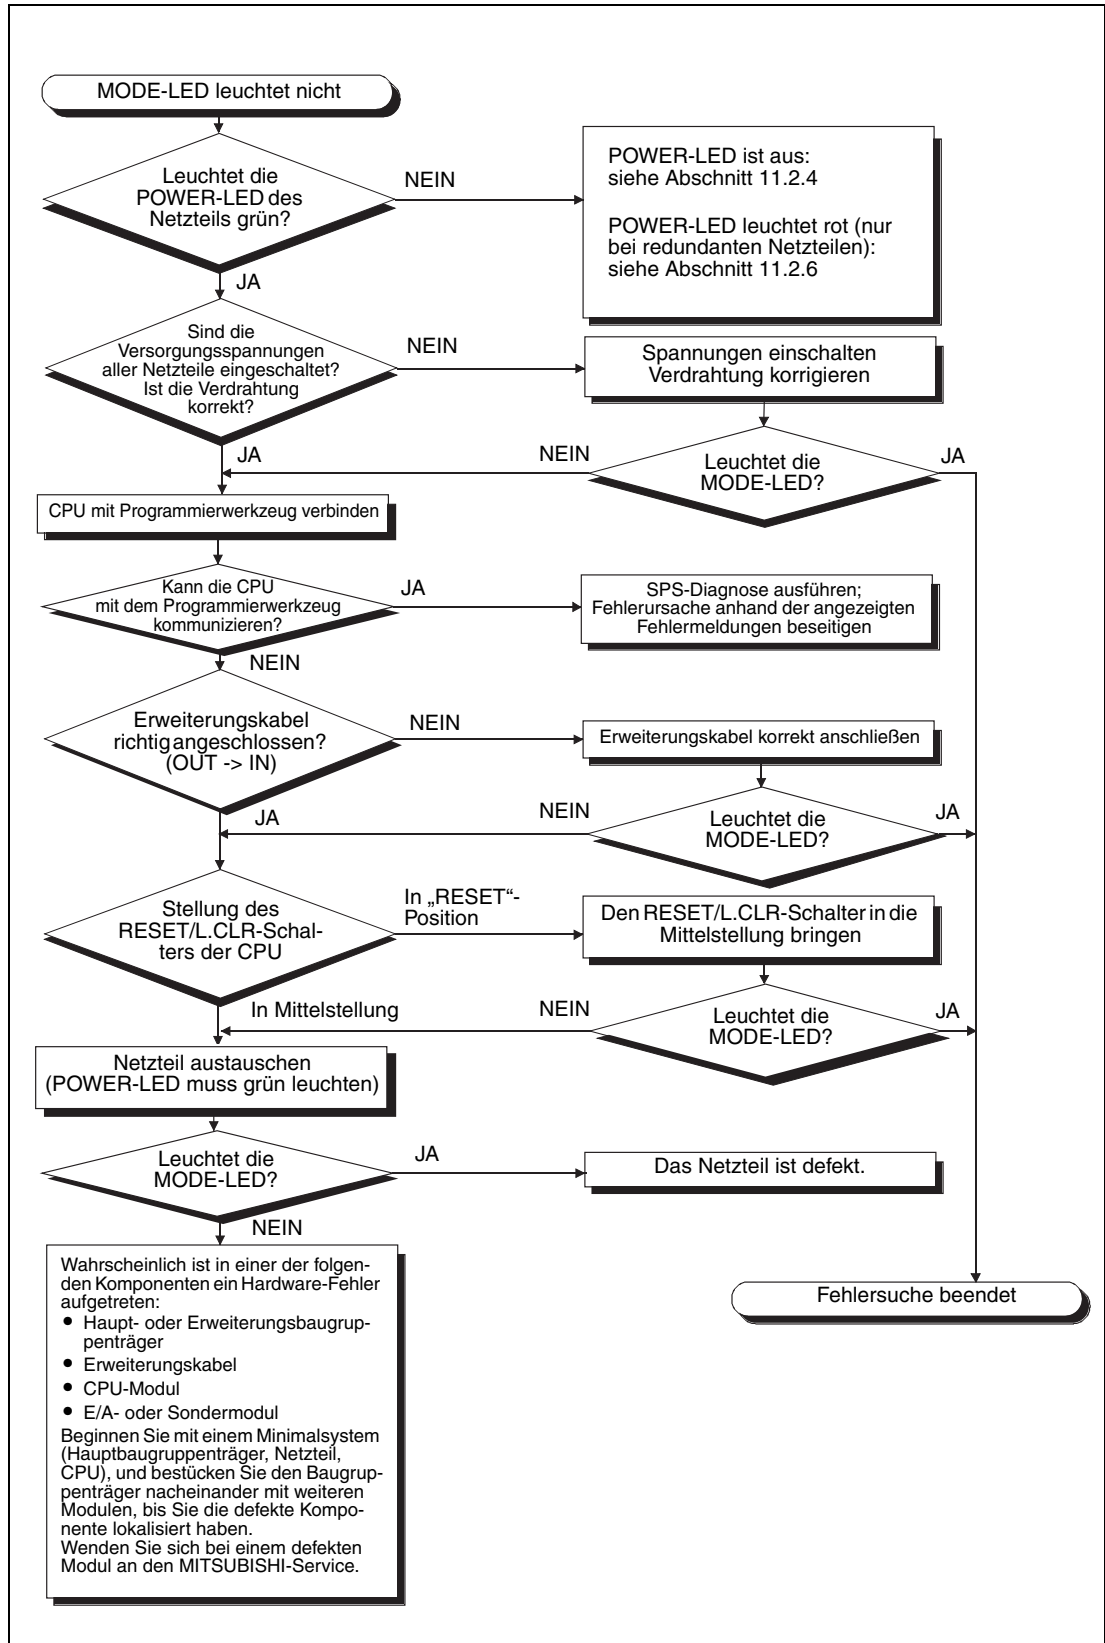 MODE-LED leuchtet nicht
Leuchtet die
POWER-LED des
Netzteils grün?
NEIN
POWER-LED ist aus:
siehe Abschnitt 11.2.4
POWER-LED leuchtet rot (nur
bei redundanten Netzteilen):
siehe Abschnitt 11.2.6
JA
Sind die
Versorgungsspannungen
aller Netzteile eingeschaltet?
Ist die Verdrahtung
korrekt?
NEIN
Spannungen einschalten
Verdrahtung korrigieren
JA
NEIN
Leuchtet die
MODE-LED?
JA
CPU mit Programmierwerkzeug verbinden
Kann die CPU
mit dem Programmierwerkzeug
kommunizieren?
JA
SPS-Diagnose ausführen;
Fehlerursache anhand der angezeigten
Fehlermeldungen beseitigen
NEIN
Erweiterungskabel
richtig angeschlossen?
(OUT -> IN)
NEIN
Erweiterungskabel korrekt anschließen
JA
NEIN
Leuchtet die
MODE-LED?
JA
Stellung des
RESET/L.CLR-Schal-
ters der CPU
In „RESET“-
Position
Den RESET/L.CLR-Schalter in die
Mittelstellung bringen
In Mittelstellung
NEIN
Leuchtet die
MODE-LED?
JA
Netzteil austauschen
(POWER-LED muss grün leuchten)
Leuchtet die
MODE-LED?
JA
Das Netzteil ist defekt.
NEIN
Wahrscheinlich ist in einer der folgen-
den Komponenten ein Hardware-Fehler
aufgetreten:
● Haupt- oder Erweiterungsbaugrup-
penträger
● Erweiterungskabel
● CPU-Modul
● E/A- oder Sondermodul
Beginnen Sie mit einem Minimalsystem
(Hauptbaugruppenträger, Netzteil,
CPU), und bestücken Sie den Baugrup-
penträger nacheinander mit weiteren
Modulen, bis Sie die defekte Kompo-
nente lokalisiert haben.
Wenden Sie sich bei einem defekten
Modul an den MITSUBISHI-Service.
Fehlersuche beendet